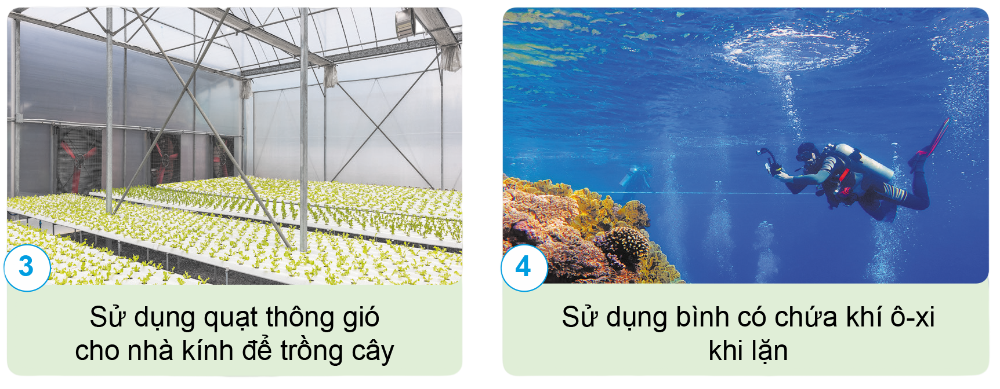 3
Sử dụng quạt thông gió
cho nhà kính để trồng cây
4
Sử dụng bình có chứa khí ô-xi
khi lặn